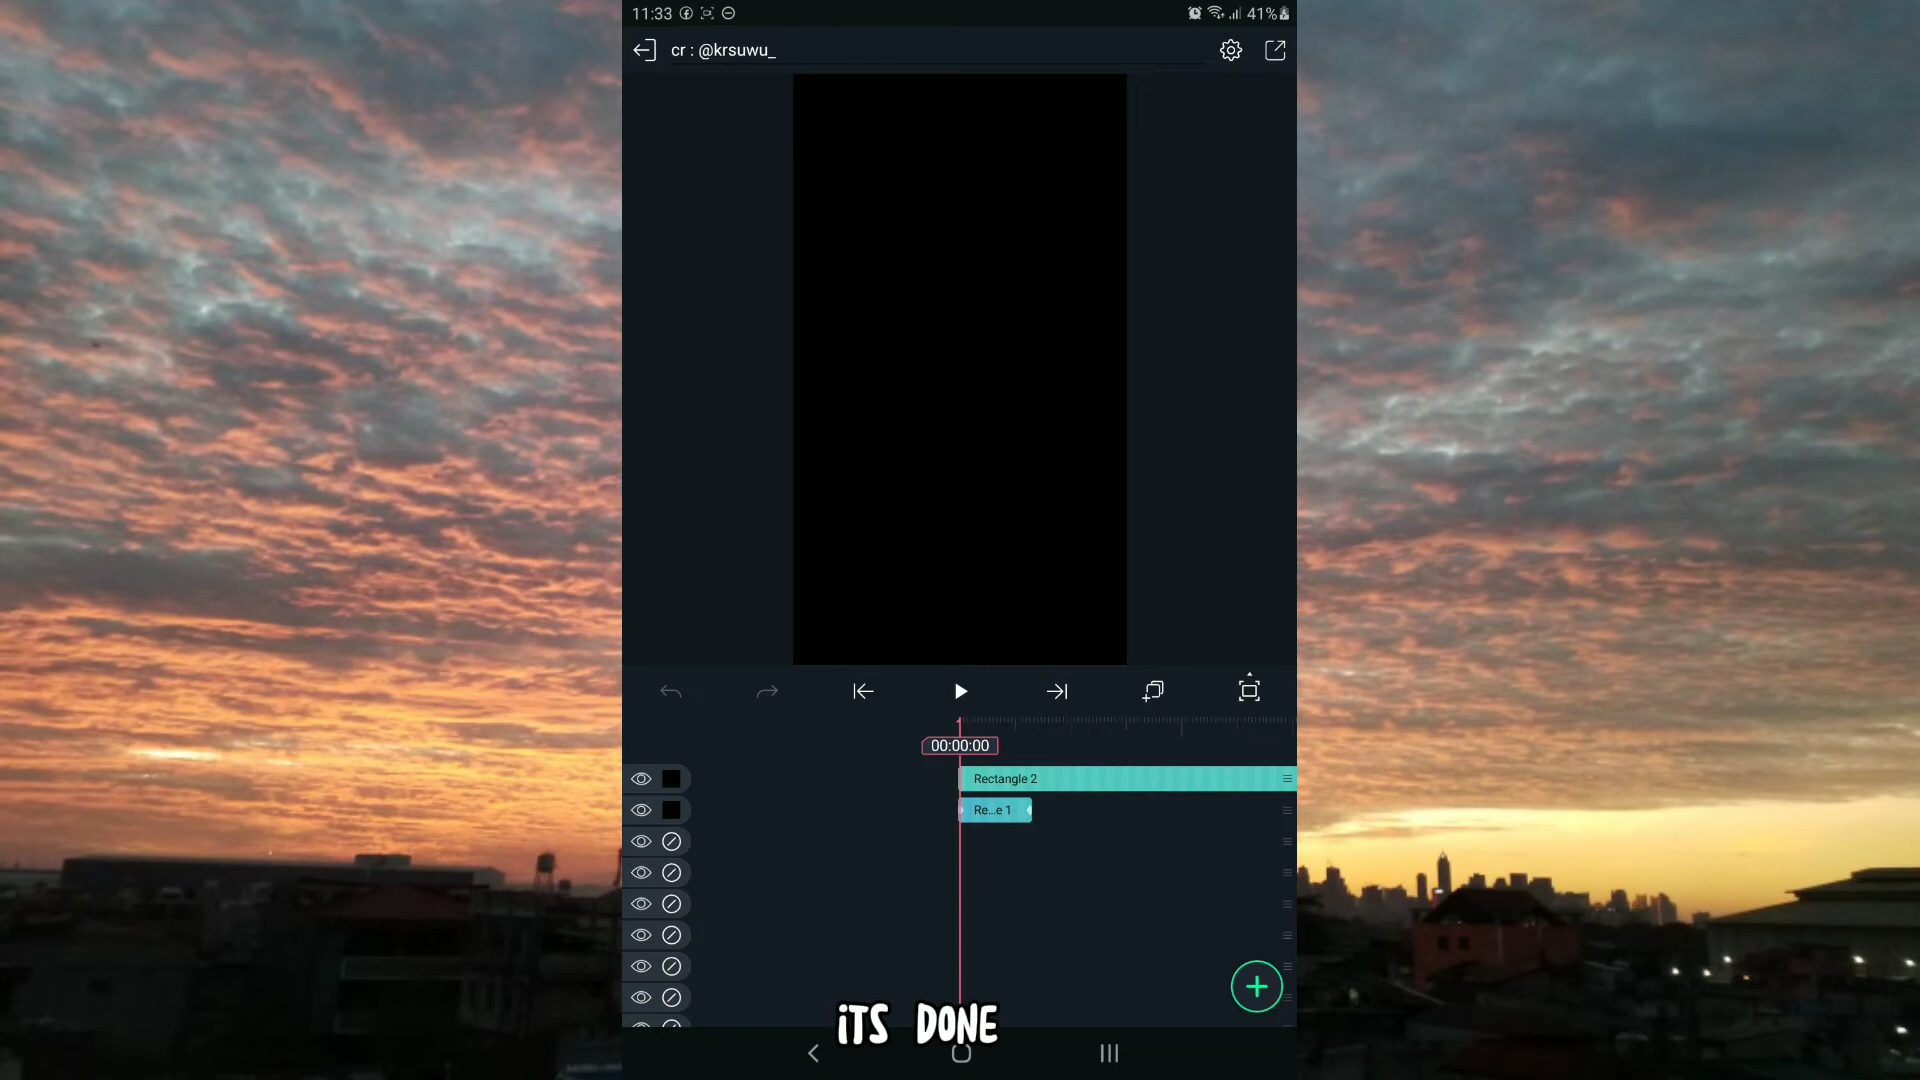 11:33
41%
cr : @krsuwu_
00:00:00
Rectangle 2
Re...e 1
iTS DONE